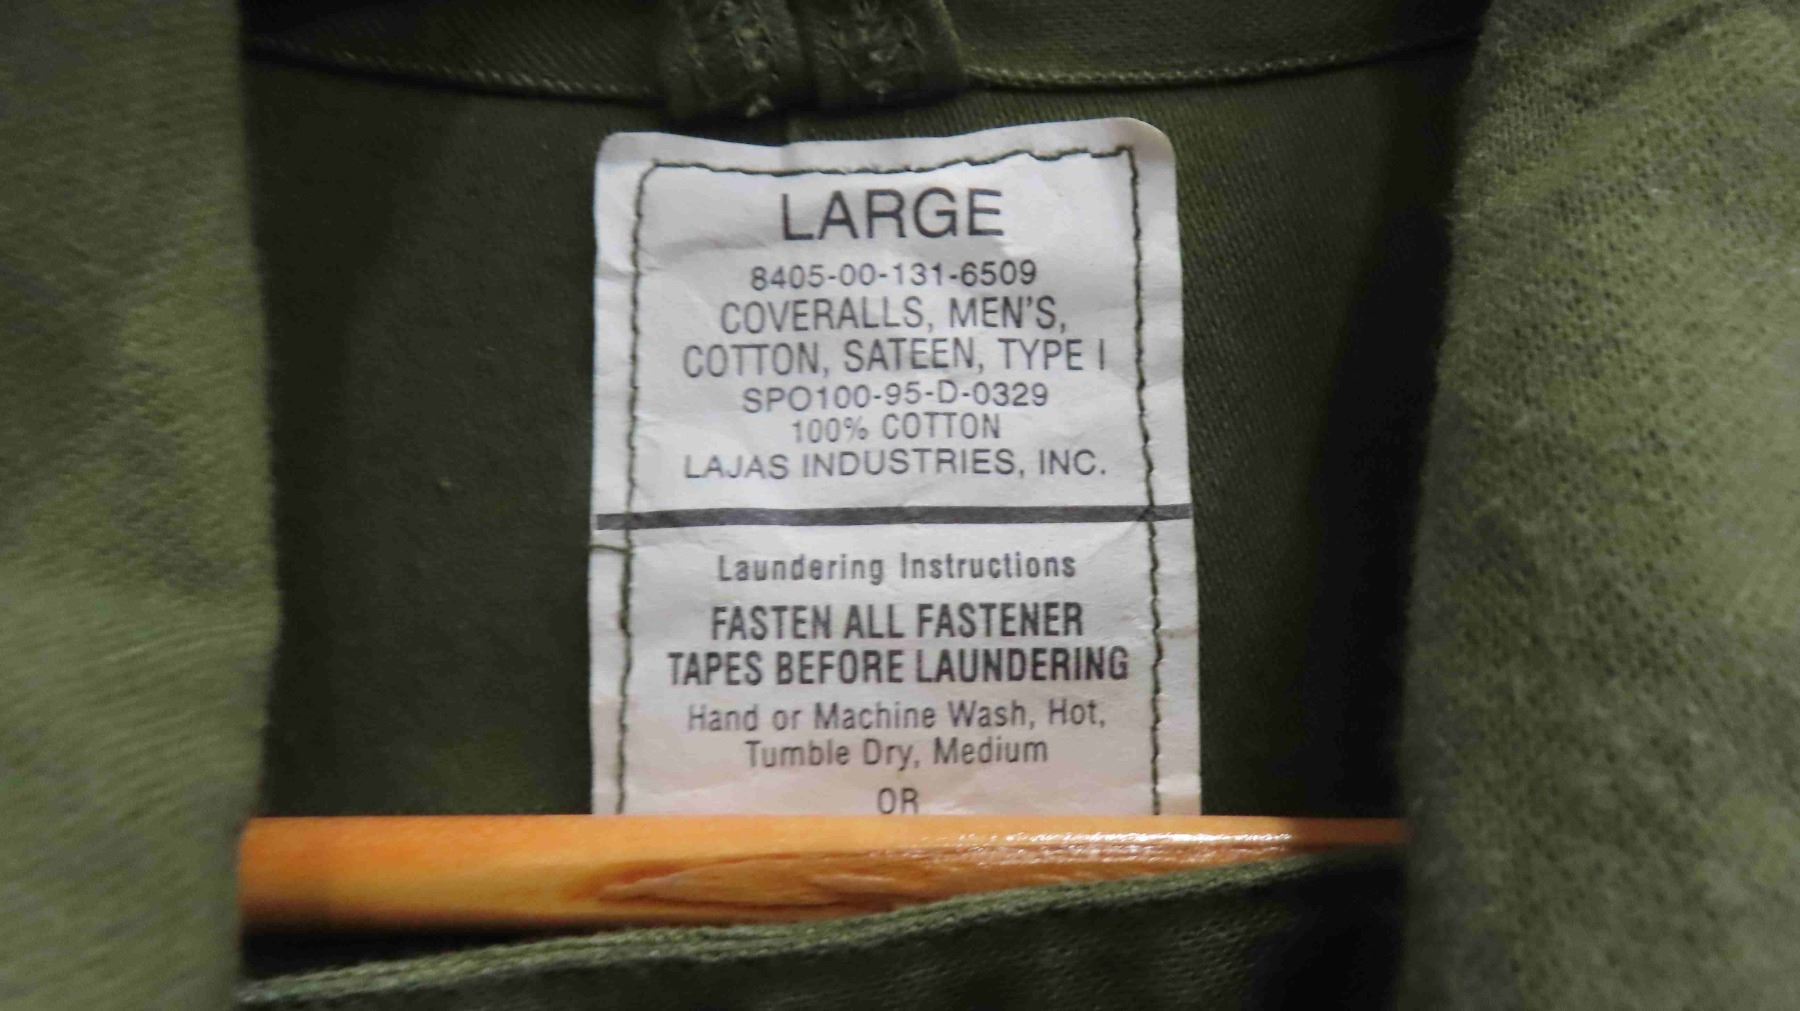 LARGE
8405-00-131-6509
COVERALLS, MEN'S,
COTTON, SATEEN, TYPE I
SPO100-95-D-0329
100% COTTON
LAJAS INDUSTRIES, INC.
Laundering Instructions
FASTEN ALL FASTENER
TAPES BEFORE LAUNDERING
Hand or Machine Wash, Hot,
Tumble Dry, Medium
OR